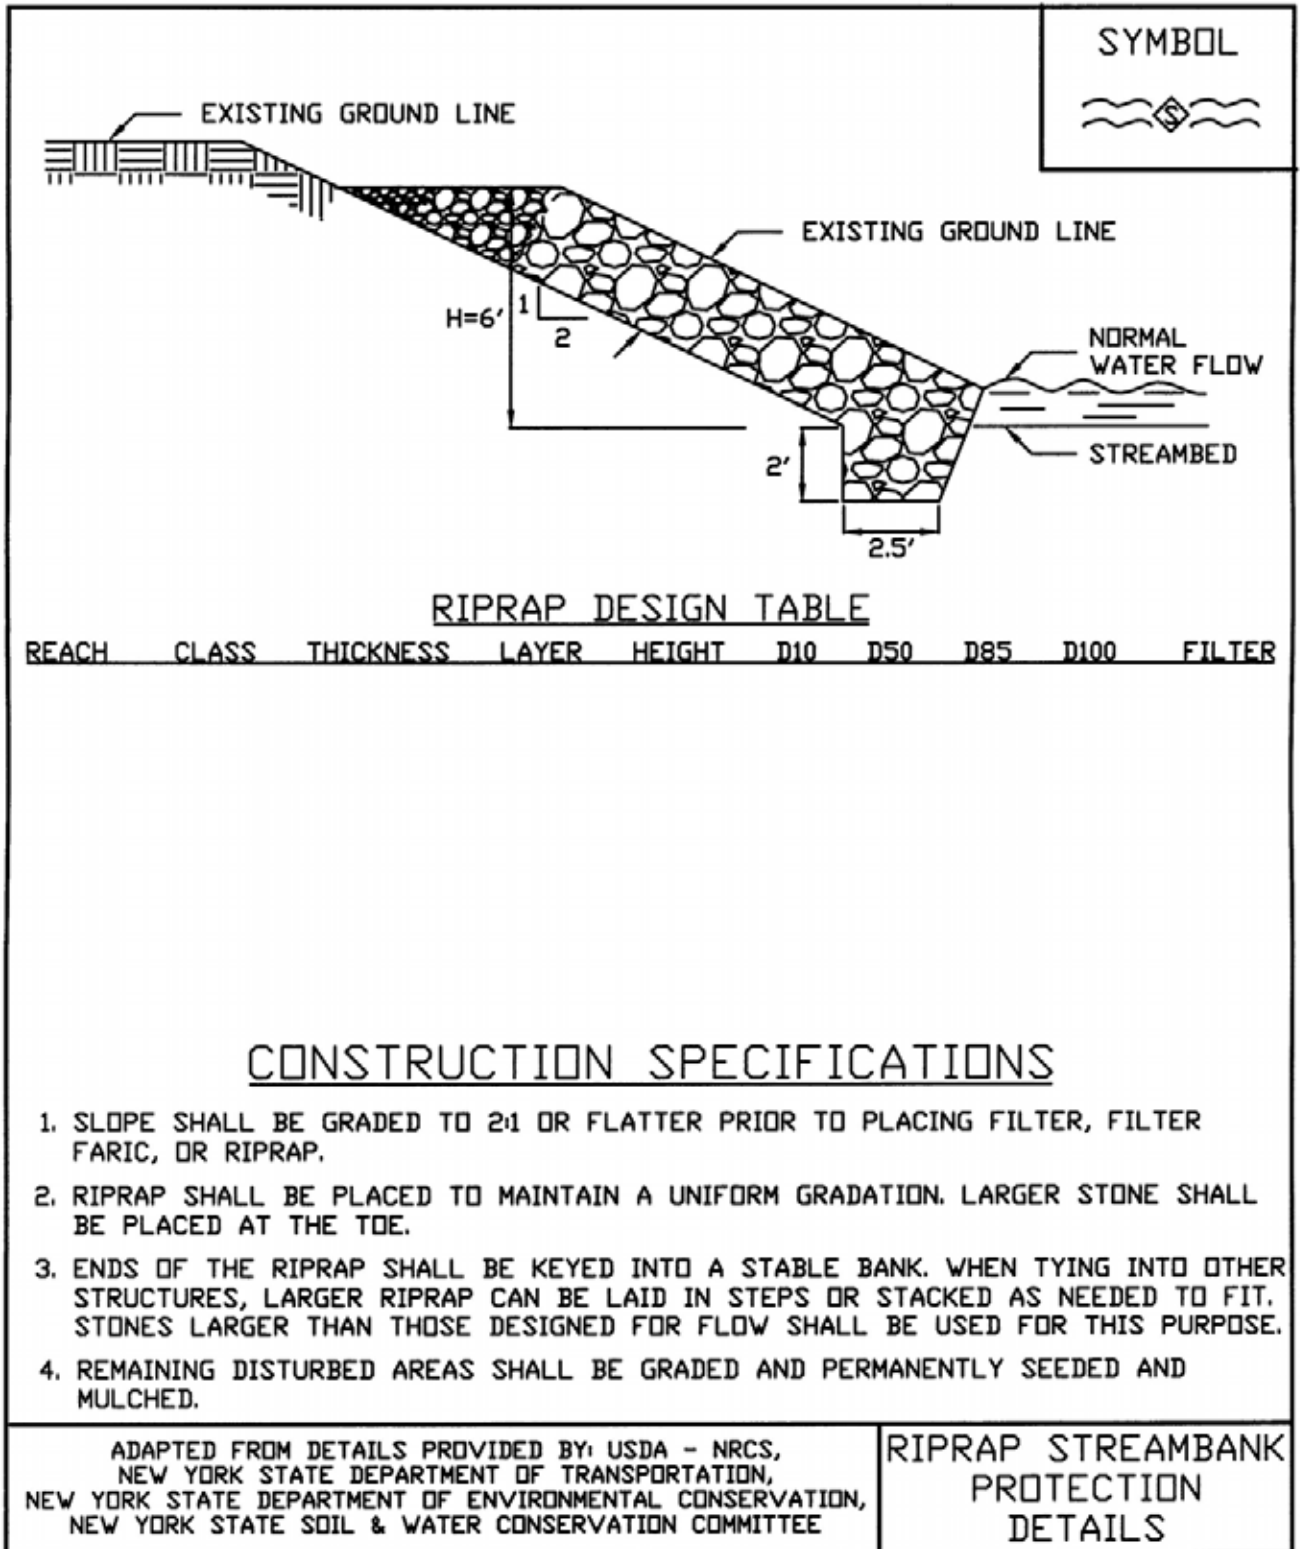 SYMBOL
S
EXISTING GROUND LINE
EXISTING GROUND LINE
H=6'
1
2
NORMAL
WATER FLOW
STREAMBED
2'
2.5'
RIPRAP DESIGN TABLE
REACH CLASS THICKNESS LAYER HEIGHT D10 D50 D85 D100 FILTER
CONSTRUCTION SPECIFICATIONS
1. SLOPE SHALL BE GRADED TO 2:1 OR FLATTER PRIOR TO PLACING FILTER, FILTER
FARIC, OR RIPRAP.
2. RIPRAP SHALL BE PLACED TO MAINTAIN A UNIFORM GRADATION. LARGER STONE SHALL
BE PLACED AT THE TOE.
3. ENDS OF THE RIPRAP SHALL BE KEYED INTO A STABLE BANK. WHEN TYING INTO OTHER
STRUCTURES, LARGER RIPRAP CAN BE LAID IN STEPS OR STACKED AS NEEDED TO FIT.
STONES LARGER THAN THOSE DESIGNED FOR FLOW SHALL BE USED FOR THIS PURPOSE.
4. REMAINING DISTURBED AREAS SHALL BE GRADED AND PERMANENTLY SEEDED AND
MULCHED.
ADAPTED FROM DETAILS PROVIDED BY: USDA - NRCS,
NEW YORK STATE DEPARTMENT OF TRANSPORTATION,
NEW YORK STATE DEPARTMENT OF ENVIRONMENTAL CONSERVATION,
NEW YORK STATE SOIL & WATER CONSERVATION COMMITTEE
RIPRAP STREAMBANK
PROTECTION
DETAILS